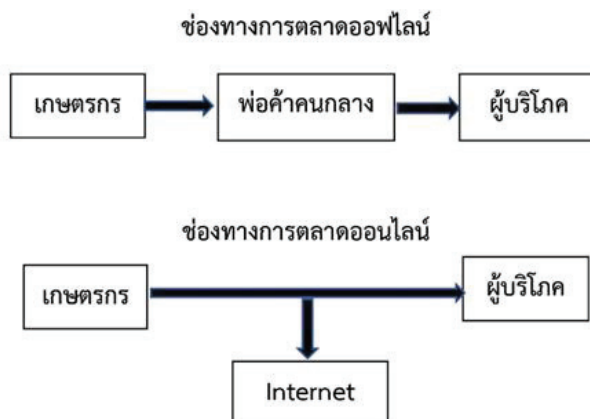 ช่องทางการตลาดออฟไลน์
เกษตรกร พ่อค้าคนกลาง ผู้บริโภค
ช่องทางการตลาดออนไลน์
เกษตรกร ผู้บริโภค
Internet